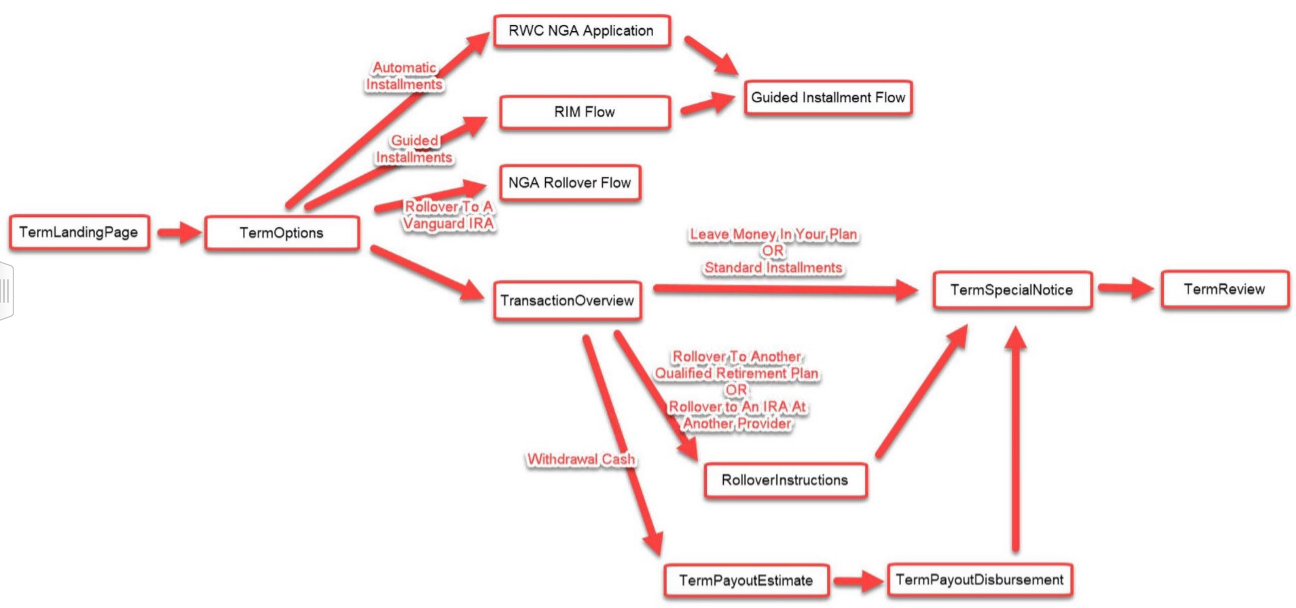 RWC NGA Application
Automatic
Installments
Guided Installment Flow
RIM Flow
Guided
Installments
NGA Rollover Flow
Rollover To A
Vanguard IRA
TermLandingPage
TermOptions
Leave Money In Your Plan
OR
Standard Installments
TransactionOverview
TermSpecialNotice
TermReview
Rollover To Another
Qualified Retirement Plan
OR
Rollover to An IRA At
Another Provider
Withdrawal Cash
RolloverInstructions
TermPayoutEstimate
TermPayoutDisbursement